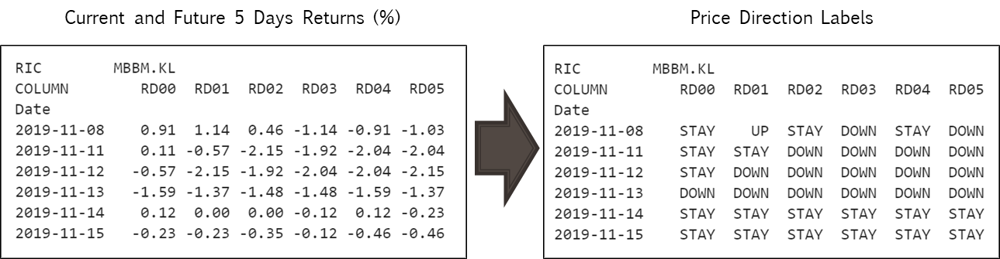 Current and Future 5 Days Returns (%)
RIC MBBM.KL
COLUMN RD00 RD01 RD02 RD03 RD04 RD05
Date
2019-11-08 0.91 1.14 0.46 -1.14 -0.91 -1.03
2019-11-11 0.11 -0.57 -2.15 -1.92 -2.04 -2.04
2019-11-12 -0.57 -2.15 -1.92 -2.04 -2.04 -2.15
2019-11-13 -1.59 -1.37 -1.48 -1.48 -1.59 -1.37
2019-11-14 0.12 0.00 0.00 -0.12 0.12 -0.23
2019-11-15 -0.23 -0.23 -0.35 -0.12 -0.46 -0.46
Price Direction Labels
RIC MBBM.KL
COLUMN RD00 RD01 RD02 RD03 RD04 RD05
Date
2019-11-08 STAY UP STAY DOWN STAY DOWN
2019-11-11 STAY STAY DOWN DOWN DOWN DOWN
2019-11-12 STAY DOWN DOWN DOWN DOWN DOWN
2019-11-13 DOWN DOWN DOWN DOWN DOWN DOWN
2019-11-14 STAY STAY STAY STAY STAY STAY
2019-11-15 STAY STAY STAY STAY STAY STAY